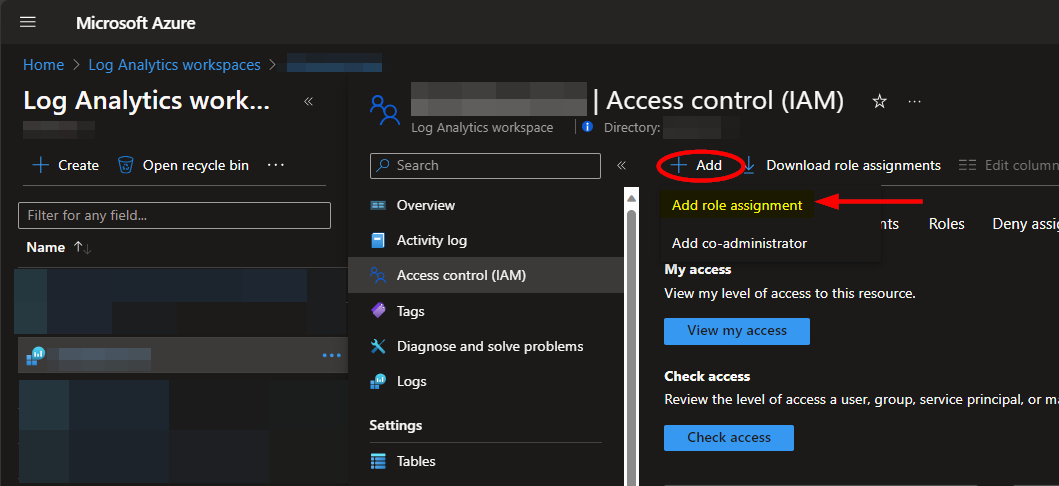 Microsoft Azure
Home > Log Analytics workspaces >
Log Analytics work... «
| Access control (IAM) ☆ ...
Log Analytics workspace | Directory:
+ Create Open recycle bin ...
Search «
+ Add Download role assignments Edit column
Filter for any field...
Name ↑↓
Overview
Activity log
Access control (IAM)
Tags
Diagnose and solve problems
Logs
Settings
Tables
Add role assignment
Add co-administrator
nts Roles Deny assig
My access
View my level of access to this resource.
View my access
Check access
Review the level of access a user, group, service principal, or ma
Check access